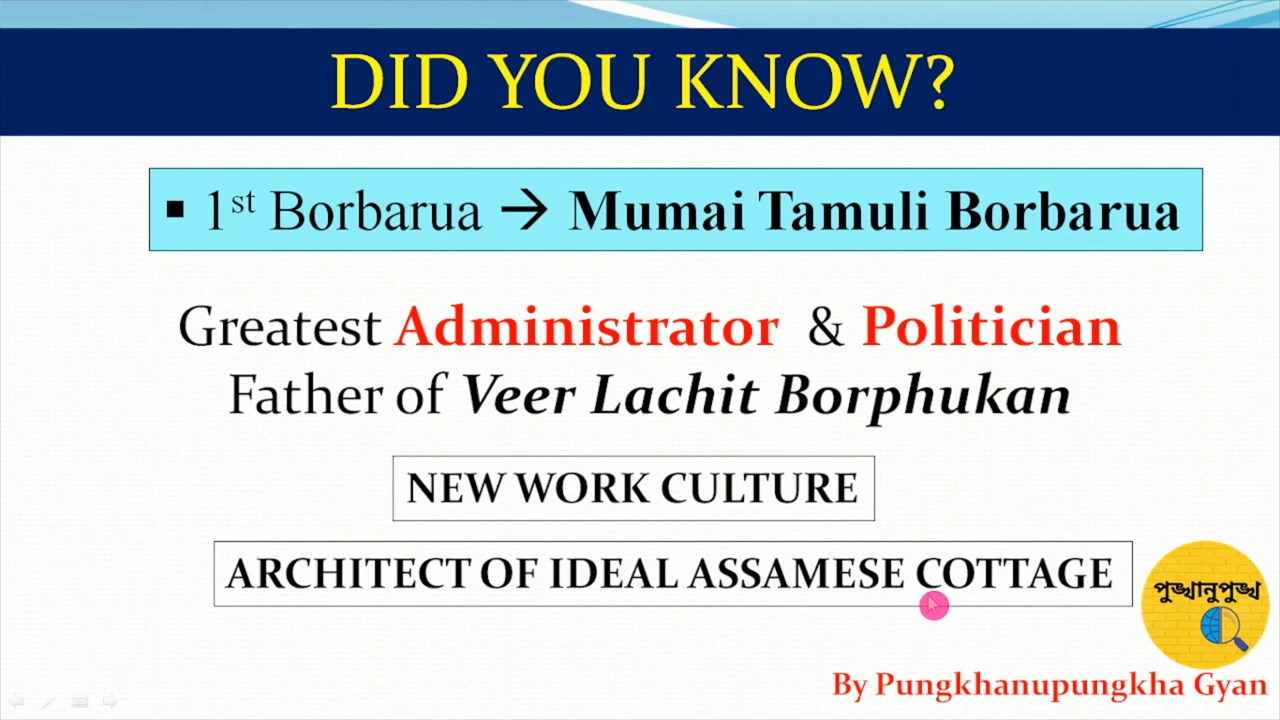 DID YOU KNOW?
▪ 1st Borbarua → Mumai Tamuli Borbarua
Greatest Administrator & Politician
Father of Veer Lachit Borphukan
NEW WORK CULTURE
ARCHITECT OF IDEAL ASSAMESE COTTAGE
পুঙ্খানুপুঙ্খ
By Pungkhanupungkha Gyan